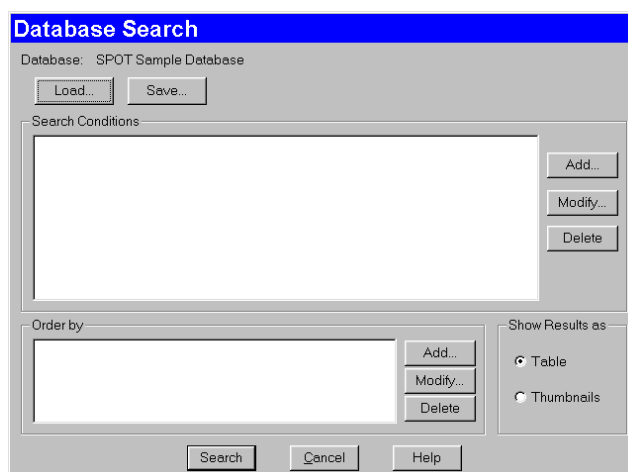 Database Search
Database: SPOT Sample Database
Load... Save...
Search Conditions
Add...
Modify...
Delete
Order by
Add...
Modify...
Delete
Show Results as
Table
Thumbnails
Search Cancel Help